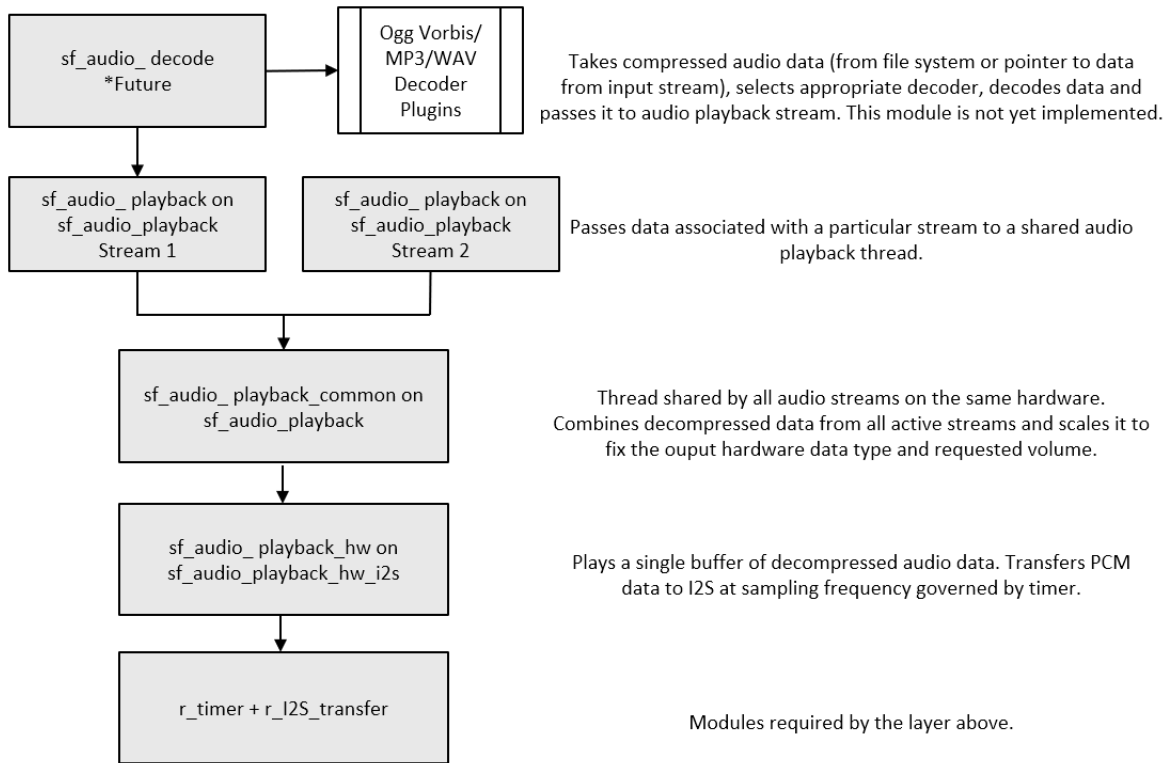 sf_audio_ decode
*Future
Ogg Vorbis/
MP3/WAV
Decoder
Plugins
Takes compressed audio data (from file system or pointer to data
from input stream), selects appropriate decoder, decodes data and
passes it to audio playback stream. This module is not yet implemented.
sf_audio_ playback on
sf_audio_playback
Stream 1
sf_audio_ playback on
sf_audio_playback
Stream 2
Passes data associated with a particular stream to a shared audio
playback thread.
sf_audio_ playback_common on
sf_audio_playback
Thread shared by all audio streams on the same hardware.
Combines decompressed data from all active streams and scales it to
fix the ouput hardware data type and requested volume.
sf_audio_ playback_hw on
sf_audio_playback_hw_i2s
Plays a single buffer of decompressed audio data. Transfers PCM
data to I2S at sampling frequency governed by timer.
r_timer + r_I2S_transfer
Modules required by the layer above.